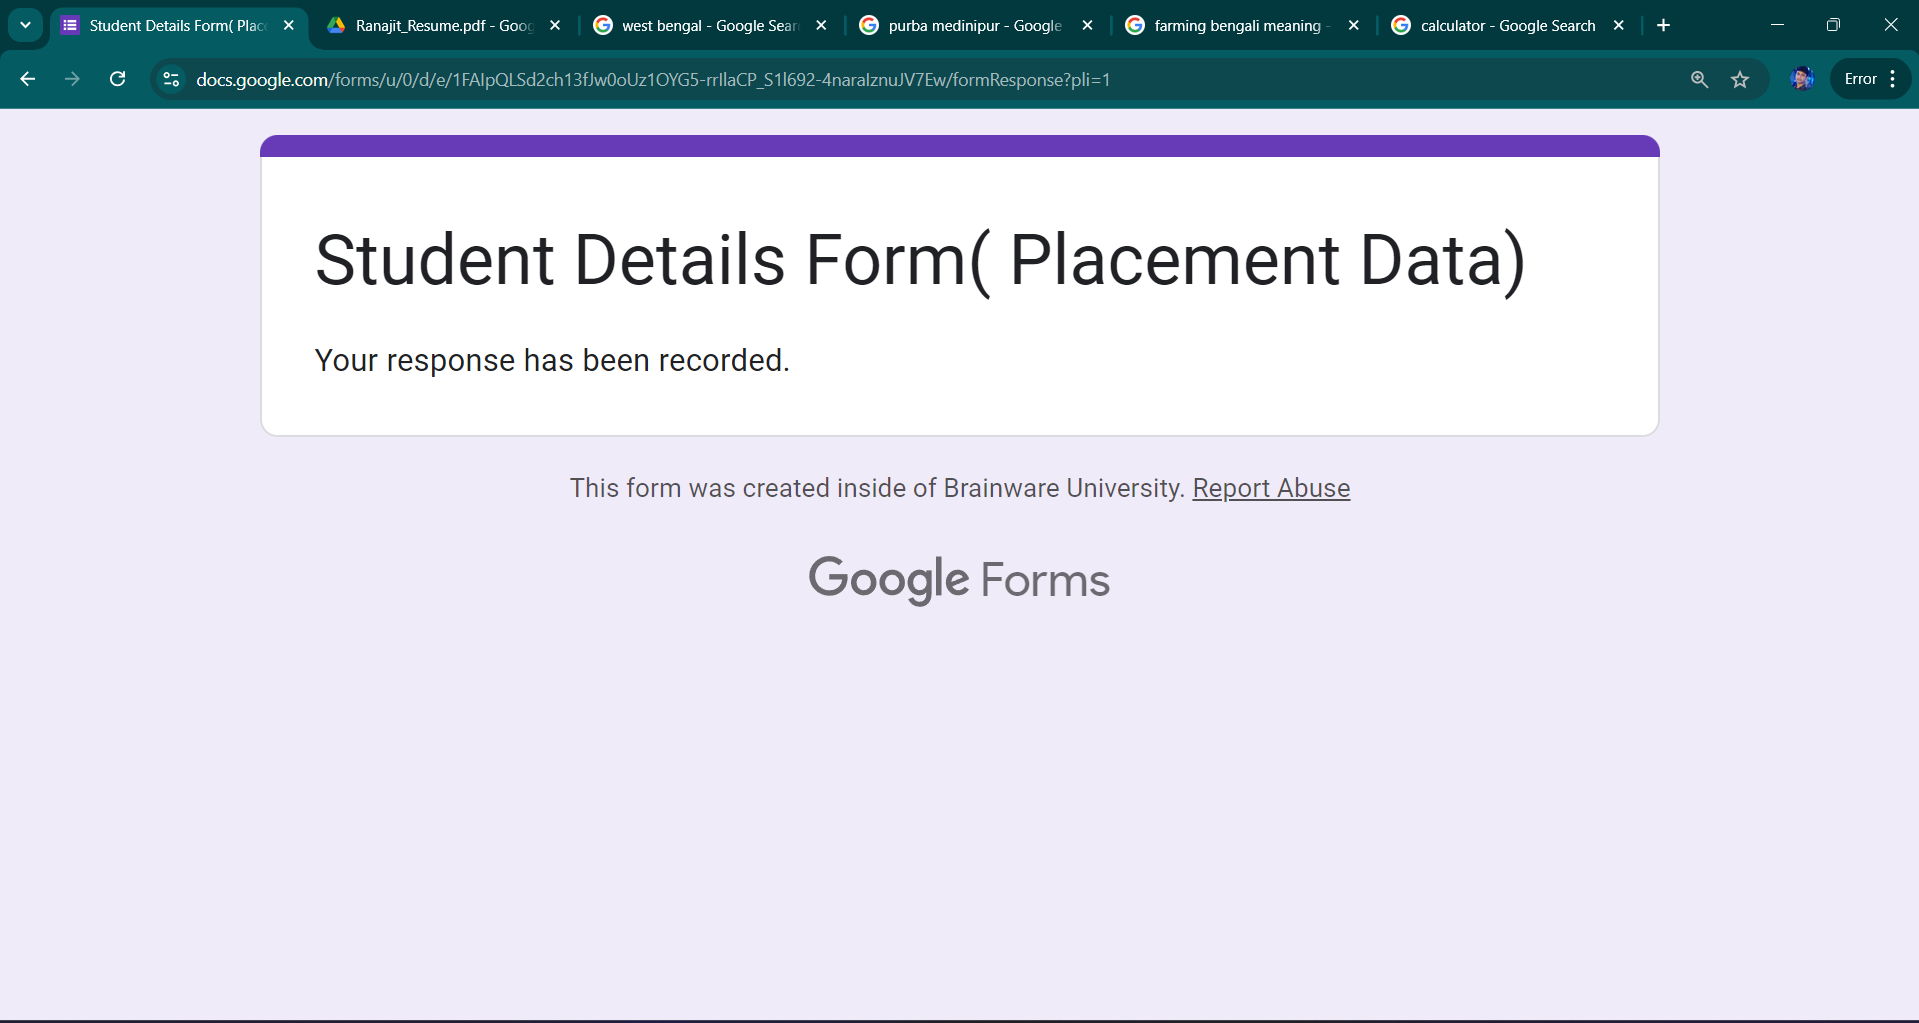 Student Details Form( Plac
Ranajit_Resume.pdf - Goog
west bengal - Google Sear
purba medinipur - Google
farming bengali meaning -
calculator - Google Search
docs.google.com/forms/u/0/d/e/1FAIpQLSd2ch13fJw0oUz1OYG5-rrIlaCP_S1l692-4naraIznuJV7Ew/formResponse?pli=1
Error
Student Details Form( Placement Data)
Your response has been recorded.
This form was created inside of Brainware University. Report Abuse
Google Forms